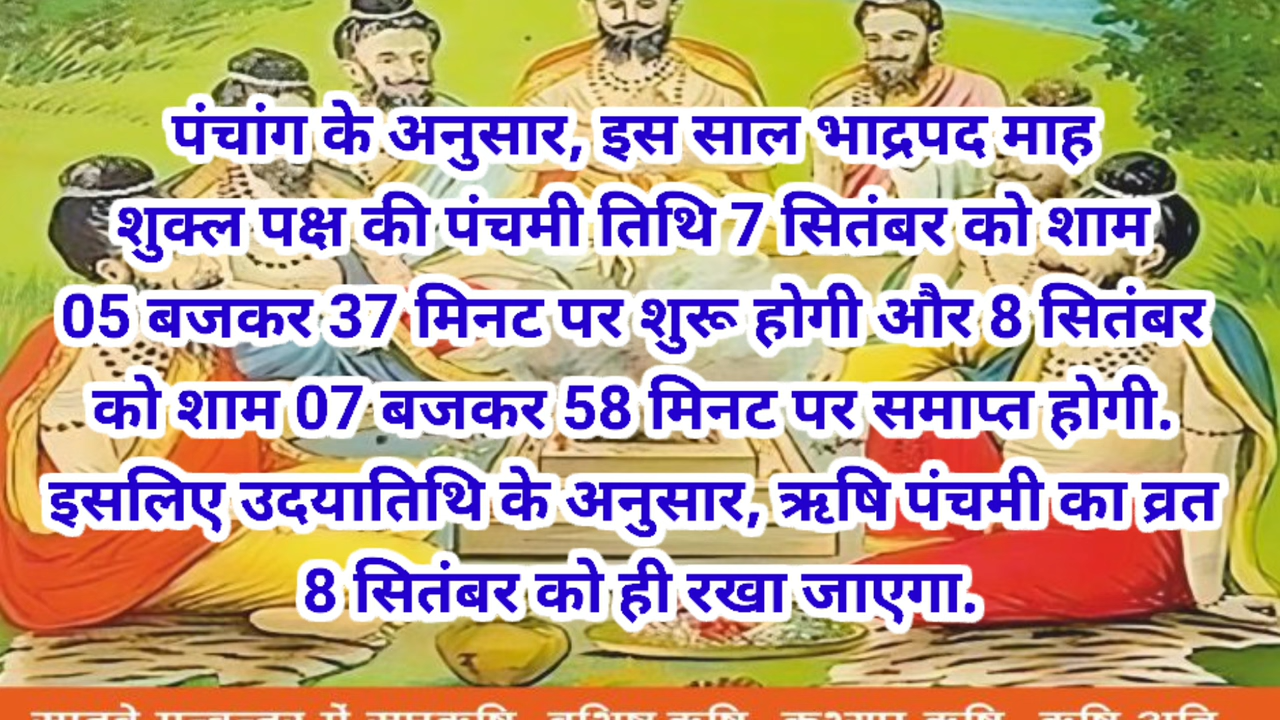 पंचांग के अनुसार, इस साल भाद्रपद माह
शुक्ल पक्ष की पंचमी तिथि 7 सितंबर को शाम
05 बजकर 37 मिनट पर शुरू होगी और 8 सितंबर
को शाम 07 बजकर 58 मिनट पर समाप्त होगी.
इसलिए उदयातिथि के अनुसार, ऋषि पंचमी का व्रत
8 सितंबर को ही रखा जाएगा.